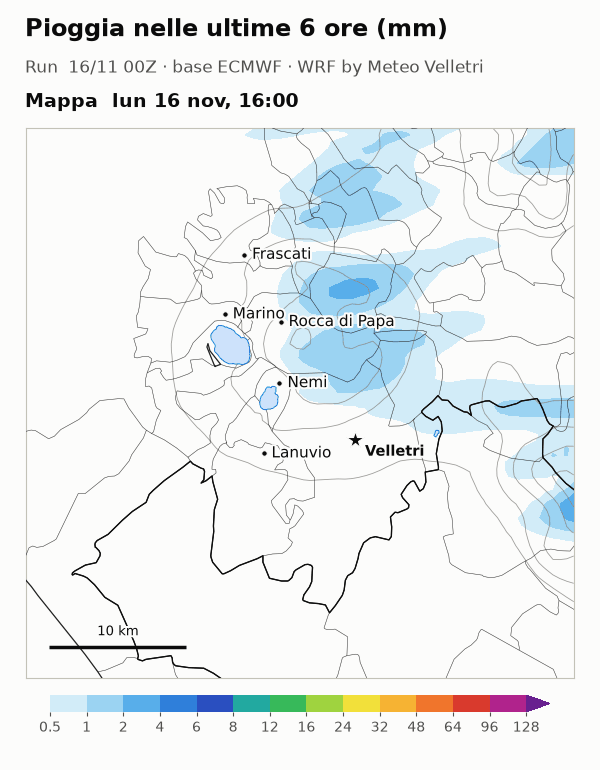 Pioggia nelle ultime 6 ore (mm)
Run  16/11 00Z · base ECMWF · WRF by Meteo Velletri
Mappa  lun 16 nov, 16:00
Frascati
Marino
Rocca di Papa
Nemi
Velletri
Lanuvio
10 km
0.5 1 2 4 6 8 12 16 24 32 48 64 96 128